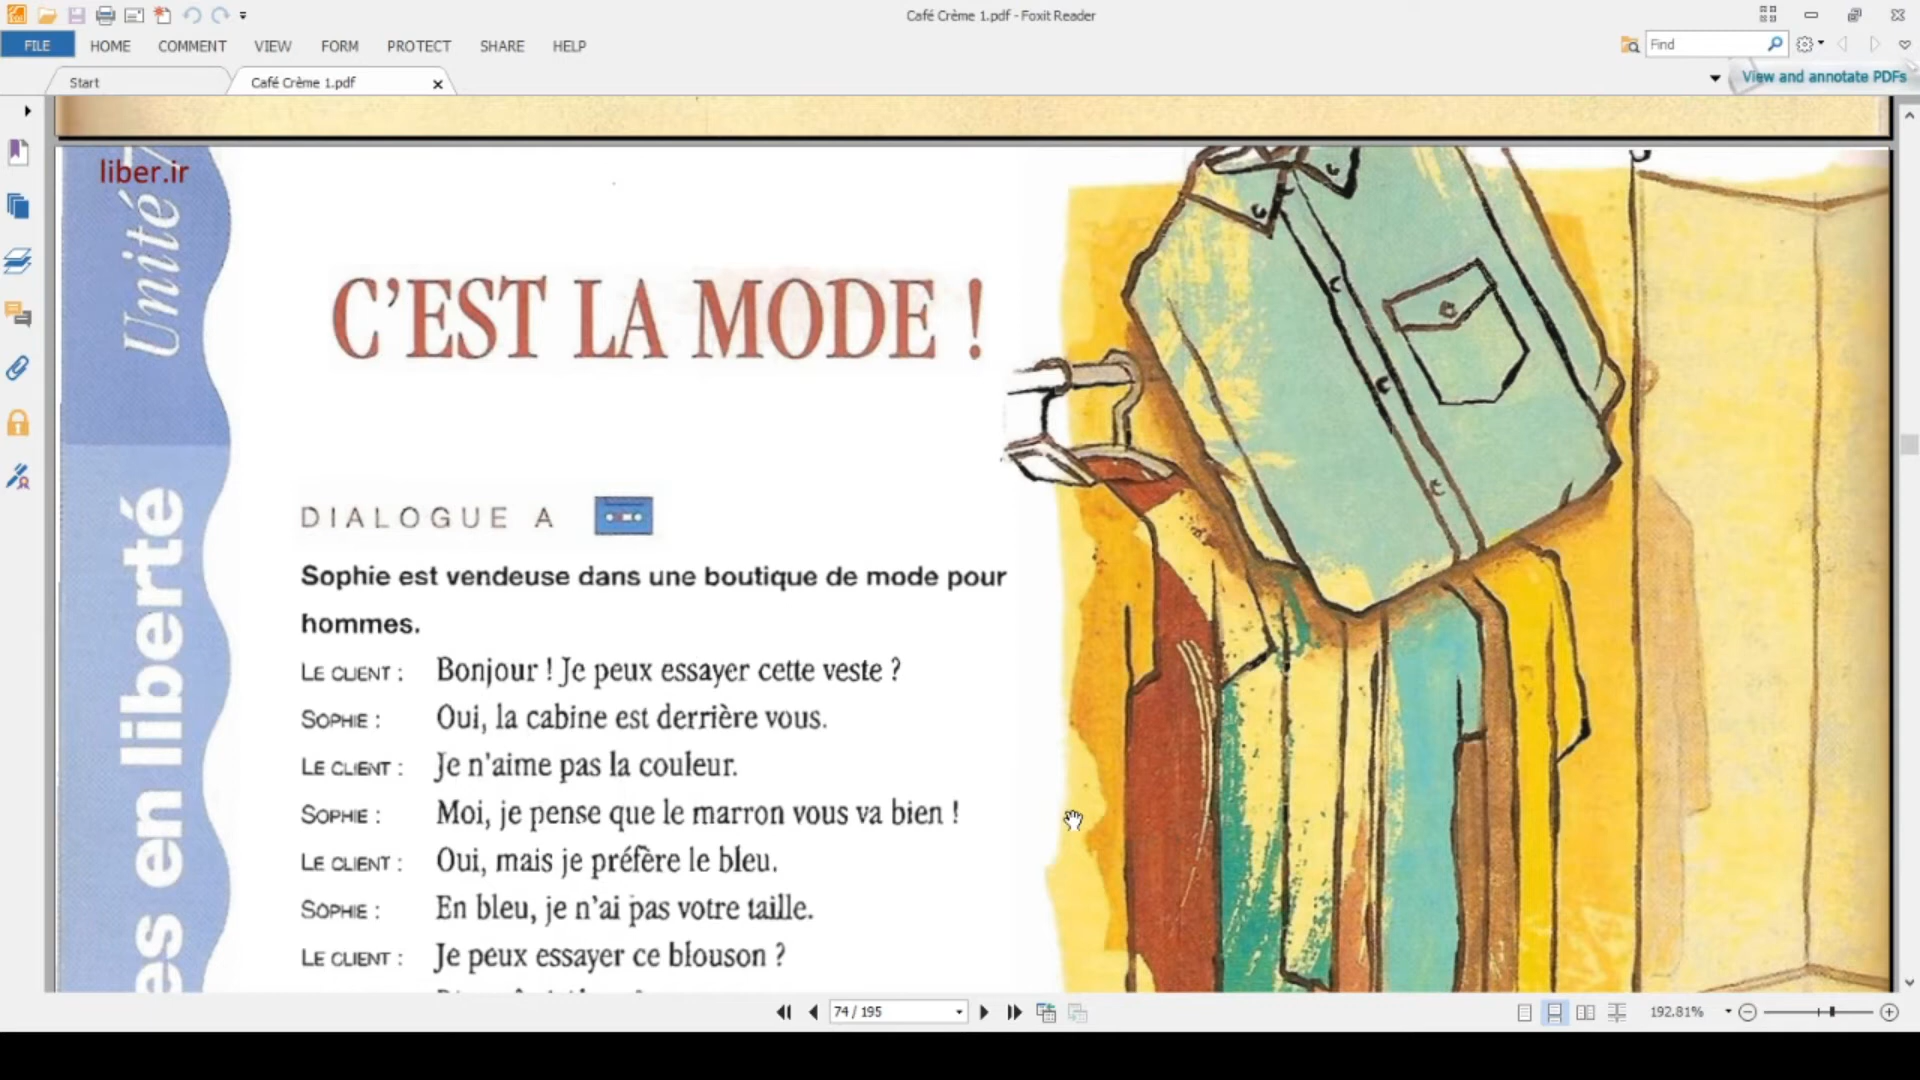 Café Crème 1.pdf - Foxit Reader
FILE HOME COMMENT VIEW FORM PROTECT SHARE HELP
Find
Start
Café Crème 1.pdf
View and annotate PDFs
liber.ir
Unité 7
C'EST LA MODE !
DIALOGUE A
Sophie est vendeuse dans une boutique de mode pour
hommes.
LE CLIENT : Bonjour ! Je peux essayer cette veste ?
SOPHIE : Oui, la cabine est derrière vous.
LE CLIENT : Je n'aime pas la couleur.
SOPHIE : Moi, je pense que le marron vous va bien !
LE CLIENT : Oui, mais je préfère le bleu.
SOPHIE : En bleu, je n'ai pas votre taille.
LE CLIENT : Je peux essayer ce blouson ?
es en liberté
74 / 195
192.81%